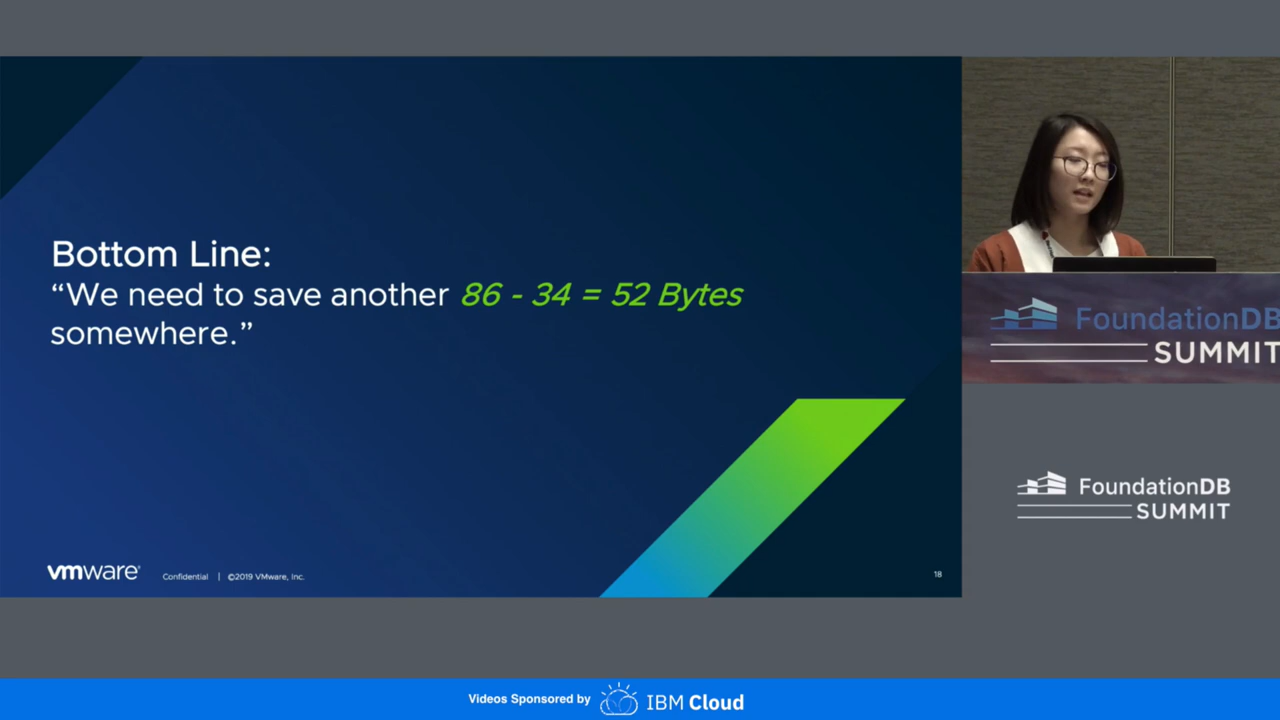 Bottom Line:
“We need to save another 86 - 34 = 52 Bytes
somewhere.”
vmware®
Confidential | ©2019 VMware, Inc.
18
FoundationDB
SUMMIT
FoundationDB
SUMMIT
Videos Sponsored by IBM Cloud